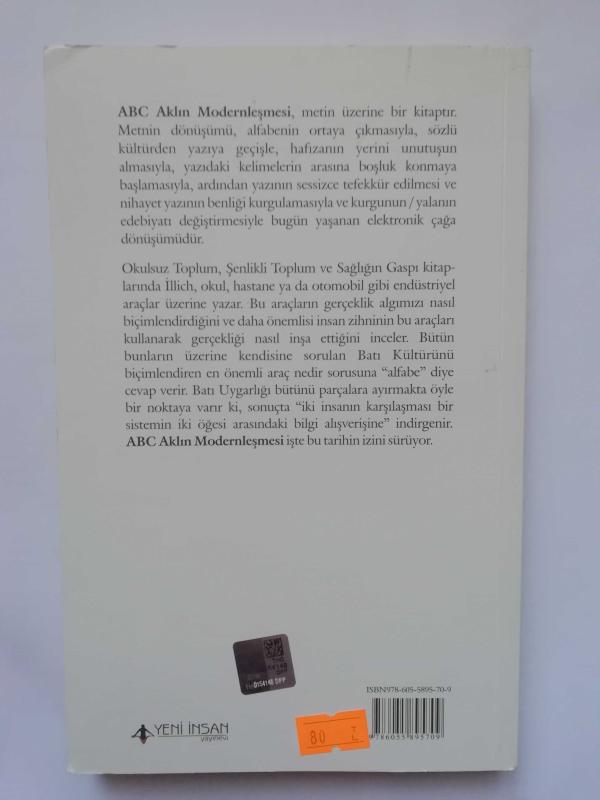 ABC Aklın Modernleşmesi, metin üzerine bir kitaptır.
Metnin dönüşümü, alfabenin ortaya çıkmasıyla, sözlü
kültürden yazıya geçişle, hafızanın yerini unutuşun
almasıyla, yazıdaki kelimelerin arasına boşluk konmaya
başlamasıyla, ardından yazının sessizce tefekkür edilmesi ve
nihayet yazının benliği kurgulamasıyla ve kurgunun / yalanın
edebiyatı değiştirmesiyle bugün yaşanan elektronik çağa
dönüşümüdür.
Okulsuz Toplum, Şenlikli Toplum ve Sağlığın Gaspı kitap-
larında İllich, okul, hastane ya da otomobil gibi endüstriyel
araçlar üzerine yazar. Bu araçların gerçeklik algımızı nasıl
biçimlendirdiğini ve daha önemlisi insan zihninin bu araçları
kullanarak gerçekliği nasıl inşa ettiğini inceler. Bütün
bunların üzerine kendisine sorulan Batı Kültürünü
biçimlendiren en önemli araç nedir sorusuna “alfabe” diye
cevap verir. Batı Uygarlığı bütünü parçalara ayırmakta öyle
bir noktaya varır ki, sonuçta “iki insanın karşılaşması bir
sistemin iki öğesi arasındaki bilgi alışverişine” indirgenir.
ABC Aklın Modernleşmesi işte bu tarihin izini sürüyor.
ISBN978-605-5895-70-9
YENİ İNSAN
yayınevi
80
9786055895709